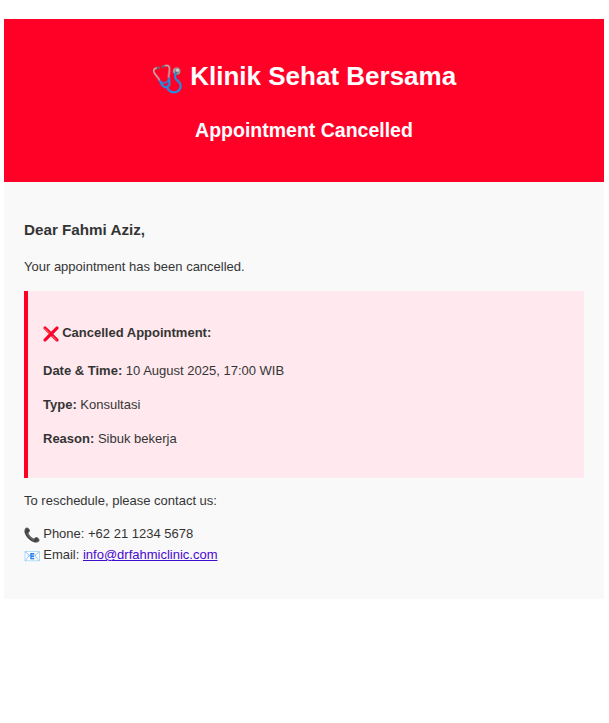 🩺 Klinik Sehat Bersama
Appointment Cancelled
Dear Fahmi Aziz,
Your appointment has been cancelled.
❌ Cancelled Appointment:
Date & Time: 10 August 2025, 17:00 WIB
Type: Konsultasi
Reason: Sibuk bekerja
To reschedule, please contact us:
📞 Phone: +62 21 1234 5678
📧 Email: info@drfahmiclinic.com